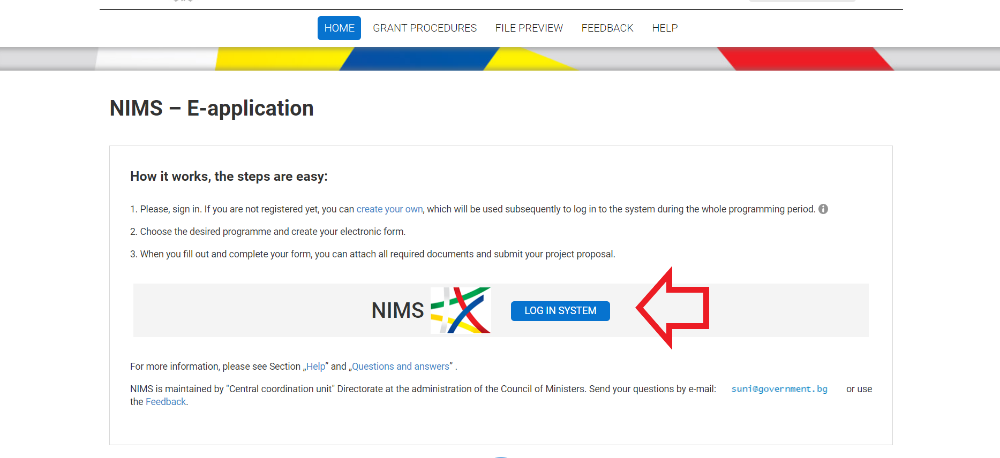 HOME GRANT PROCEDURES FILE PREVIEW FEEDBACK HELP
NIMS – E-application
How it works, the steps are easy:
1. Please, sign in. If you are not registered yet, you can create your own, which will be used subsequently to log in to the system during the whole programming period.
2. Choose the desired programme and create your electronic form.
3. When you fill out and complete your form, you can attach all required documents and submit your project proposal.
NIMS LOG IN SYSTEM
For more information, please see Section „Help” and „Questions and answers” .
NIMS is maintained by "Central coordination unit" Directorate at the administration of the Council of Ministers. Send your questions by e-mail: suni@government.bg or use
the Feedback.